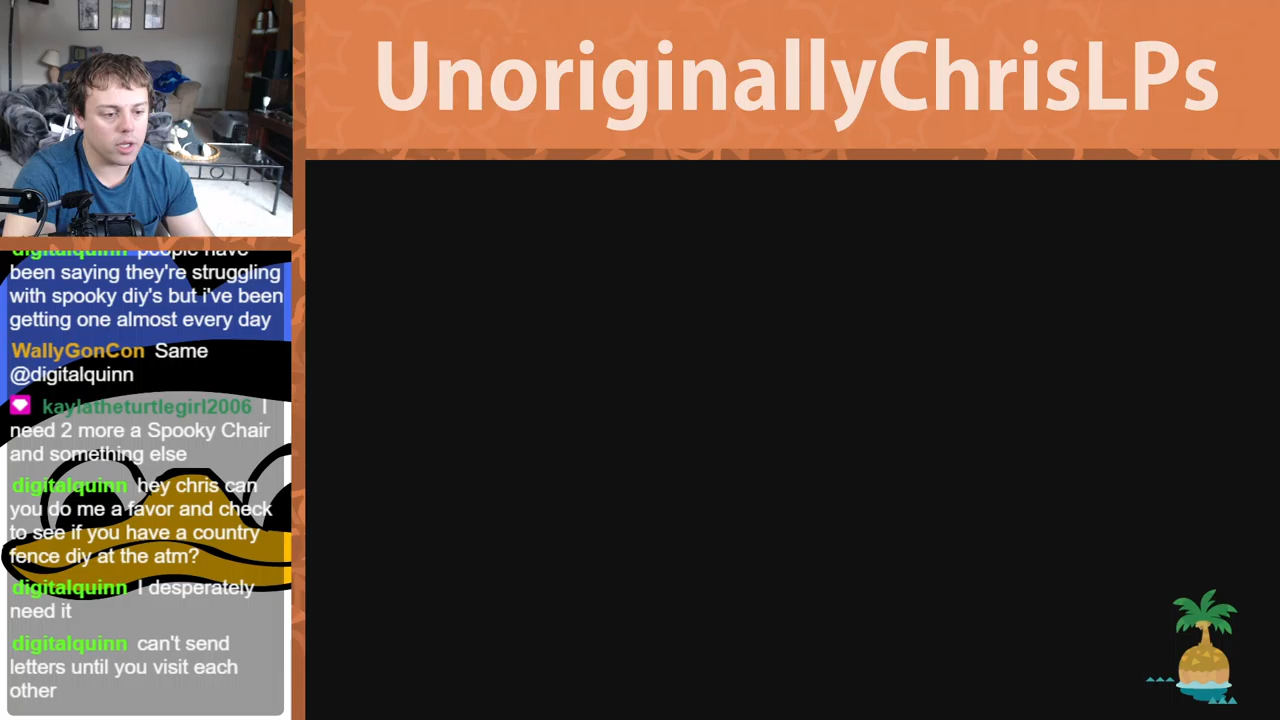 UnoriginallyChrisLPs
digitalquinn people have
been saying they're struggling
with spooky diy's but i've been
getting one almost every day
WallyGonCon Same
@digitalquinn
kaylatheturtlegirl2006 I
need 2 more a Spooky Chair
and something else
digitalquinn hey chris can
you do me a favor and check
to see if you have a country
fence diy at the atm?
digitalquinn I desperately
need it
digitalquinn can't send
letters until you visit each
other